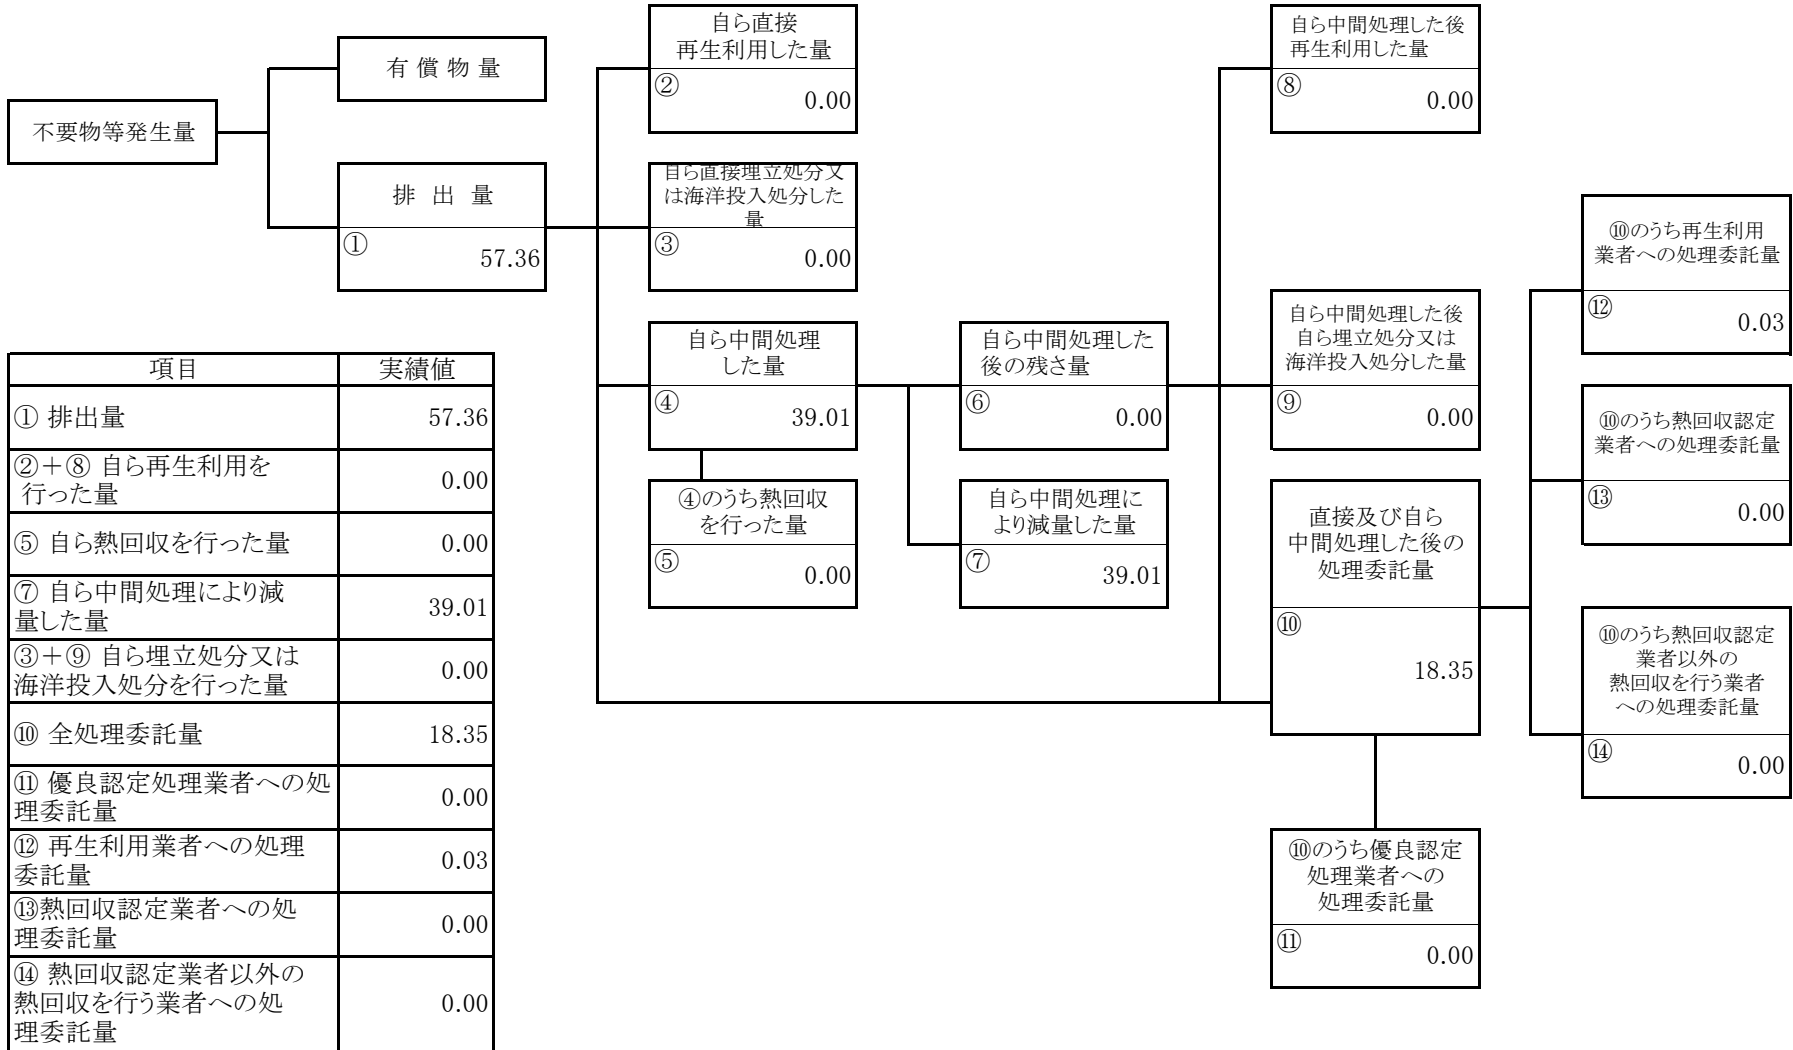 不要物等発生量
有 償 物 量
排 出 量
①
57.36
自ら直接
再生利用した量
②
0.00
自ら直接埋立処分又
は海洋投入処分した
量
③
0.00
自ら中間処理
した量
④
39.01
④のうち熱回収
を行った量
⑤
0.00
自ら中間処理した
後の残さ量
⑥
0.00
自ら中間処理に
より減量した量
⑦
39.01
自ら中間処理した後
再生利用した量
⑧
0.00
自ら中間処理した後
自ら埋立処分又は
海洋投入処分した量
⑨
0.00
直接及び自ら
中間処理した後の
処理委託量
⑩
18.35
⑩のうち優良認定
処理業者への
処理委託量
⑪
0.00
⑩のうち再生利用
業者への処理委託量
⑫
0.03
⑩のうち熱回収認定
業者への処理委託量
⑬
0.00
⑩のうち熱回収認定
業者以外の
熱回収を行う業者
への処理委託量
⑭
0.00
項目 実績値
① 排出量 57.36
②＋⑧ 自ら再生利用を
行った量 0.00
⑤ 自ら熱回収を行った量 0.00
⑦ 自ら中間処理により減
量した量 39.01
③＋⑨ 自ら埋立処分又は
海洋投入処分を行った量 0.00
⑩ 全処理委託量 18.35
⑪ 優良認定処理業者への処
理委託量 0.00
⑫ 再生利用業者への処理
委託量 0.03
⑬熱回収認定業者への処
理委託量 0.00
⑭ 熱回収認定業者以外の
熱回収を行う業者への処
理委託量 0.00